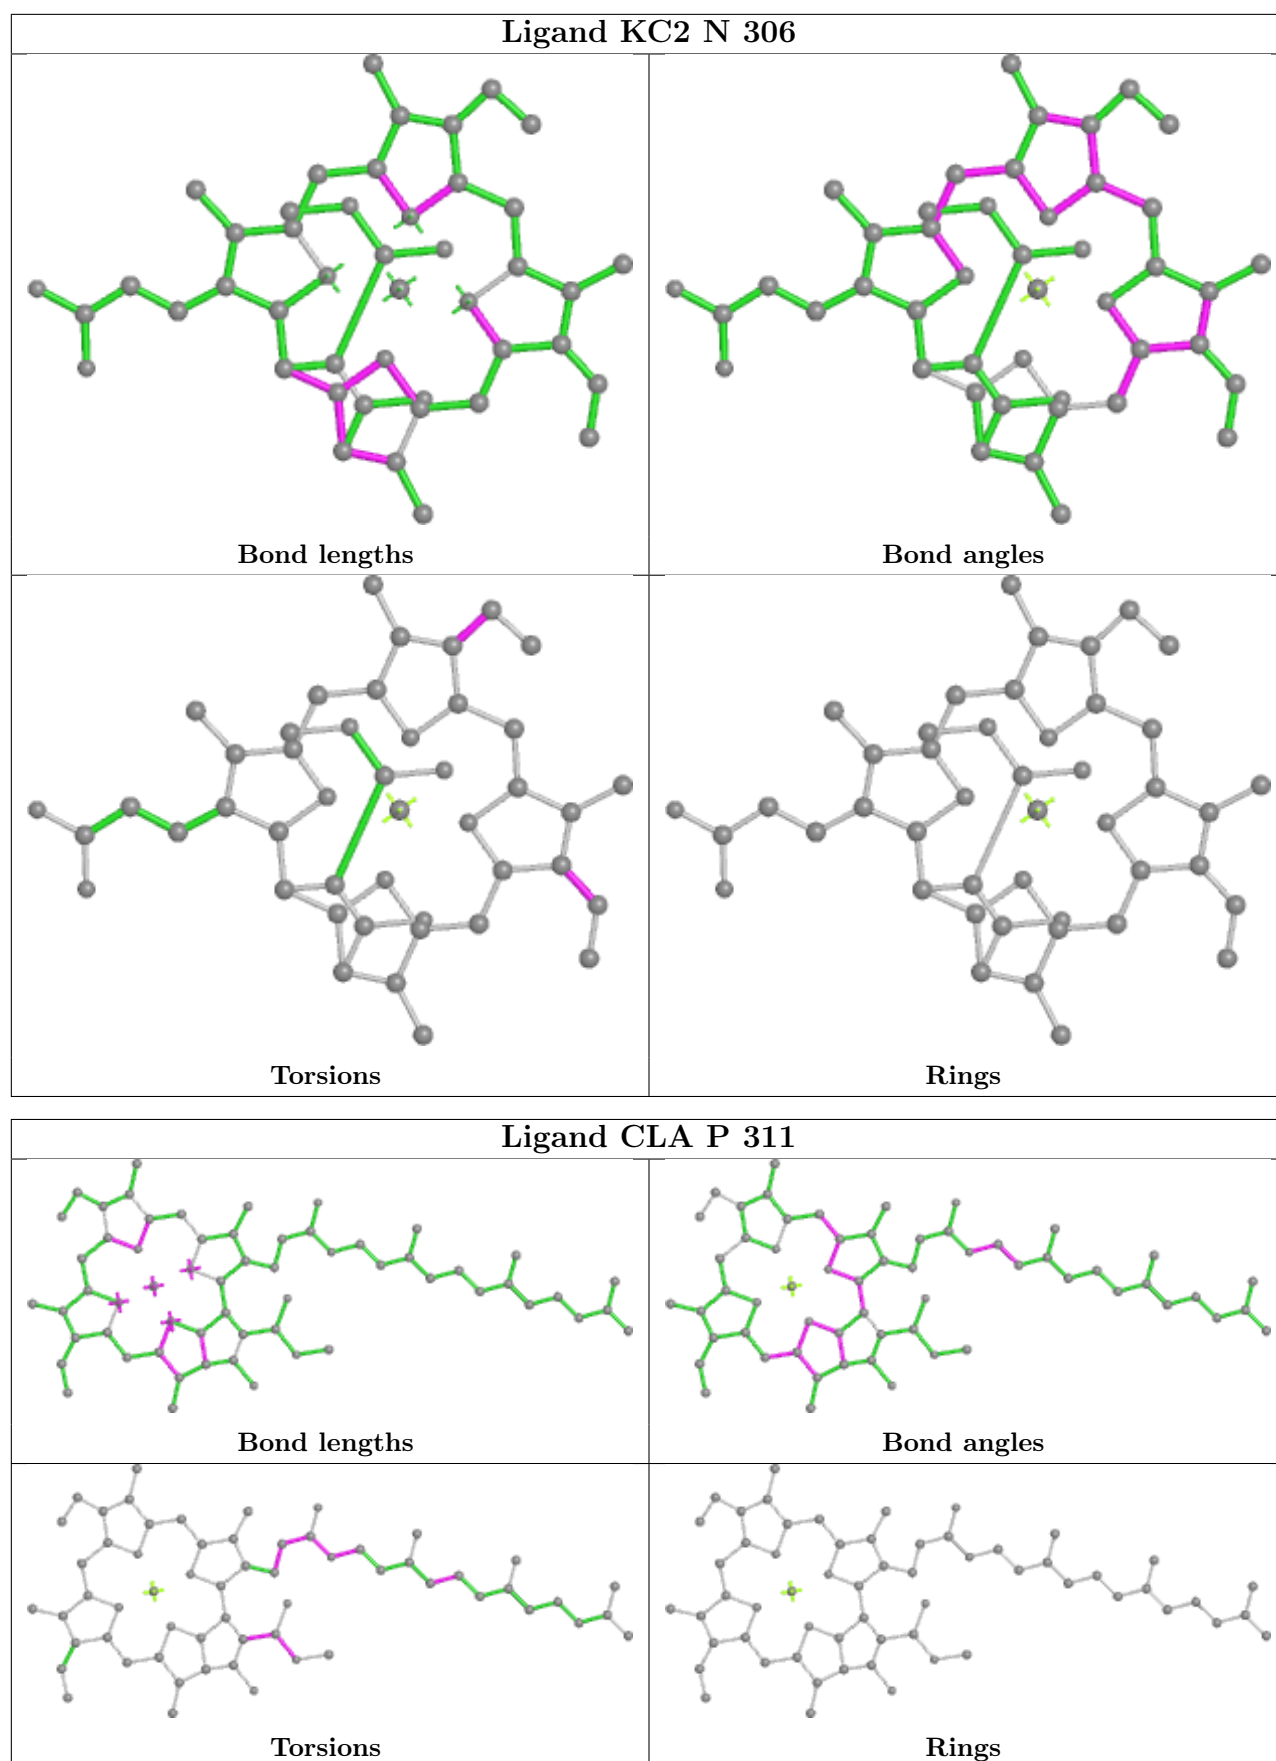 Ligand KC2 N 306
Bond lengths
Bond angles
Torsions
Rings
Ligand CLA P 311
Bond lengths
Bond angles
Torsions
Rings